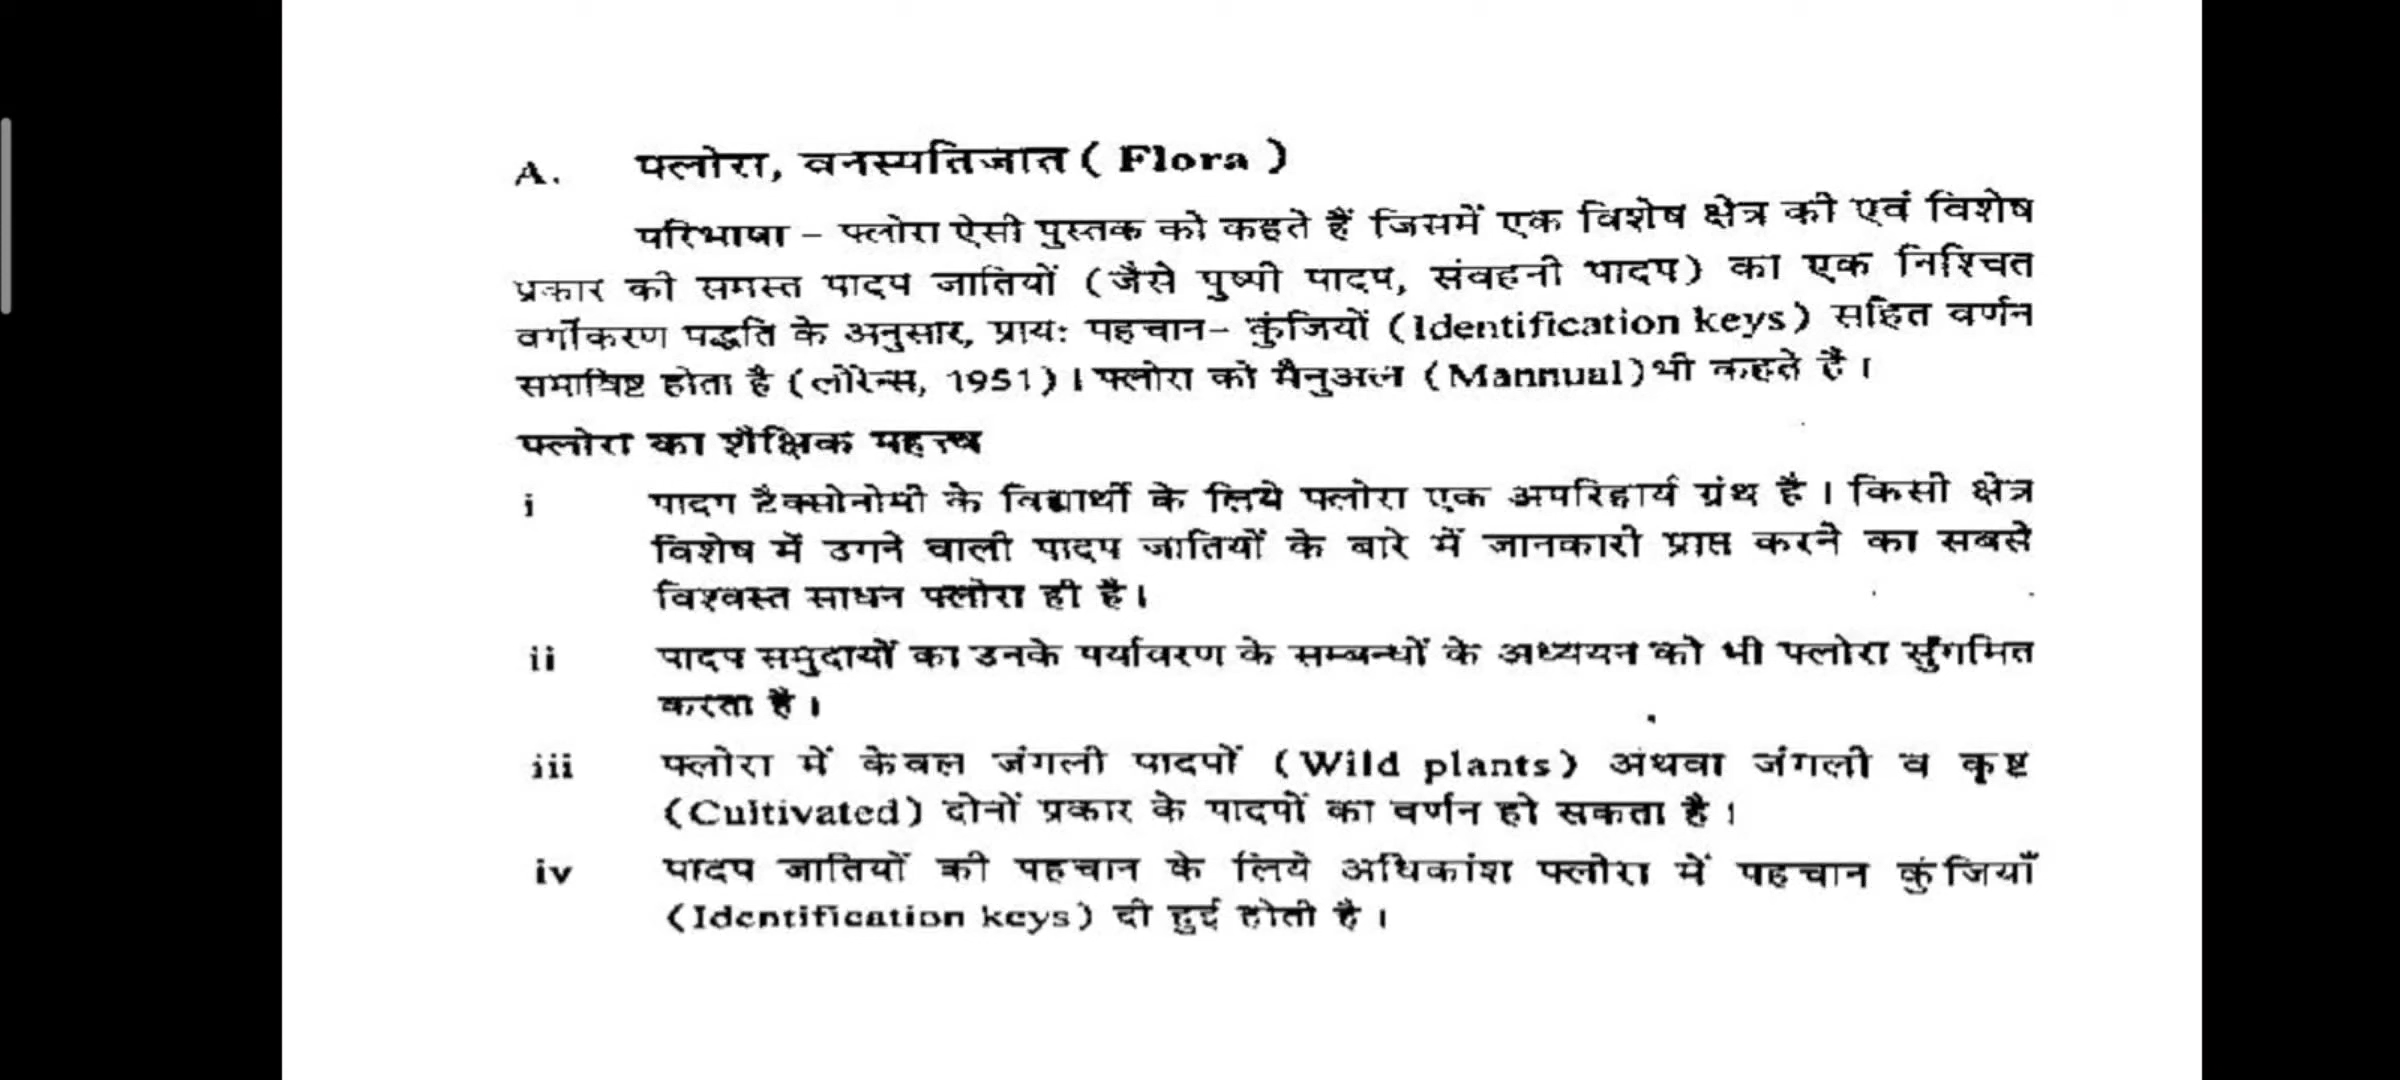 A. फ्लोरा, वनस्पतिजात ( Flora )
परिभाषा – फ्लोरा ऐसी पुस्तक को कहते हैं जिसमें एक विशेष क्षेत्र की एवं विशेष
प्रकार की समस्त पादप जातियों (जैसे पुष्पी पादप, संवहनी पादप) का एक निश्चित
वर्गीकरण पद्धति के अनुसार, प्रायः पहचान– कुंजियों (Identification keys) सहित वर्णन
समाविष्ट होता है (लोरेन्स, 1951)। फ्लोरा को मैनुअल (Mannual) भी कहते हैं।
फ्लोरा का शैक्षिक महत्त्व
i पादप टैक्सोनोमी के विद्यार्थी के लिये फ्लोरा एक अपरिहार्य ग्रंथ है। किसी क्षेत्र
विशेष में उगने वाली पादप जातियों के बारे में जानकारी प्राप्त करने का सबसे
विश्वस्त साधन फ्लोरा ही है।
ii पादप समुदायों का उनके पर्यावरण के सम्बन्धों के अध्ययन को भी फ्लोरा सुगमित
करता है।
iii फ्लोरा में केवल जंगली पादपों (Wild plants) अथवा जंगली व कृष्ट
(Cultivated) दोनों प्रकार के पादपों का वर्णन हो सकता है।
iv पादप जातियों की पहचान के लिये अधिकांश फ्लोरा में पहचान कुंजियाँ
(Identification keys) दी हुई होती है।